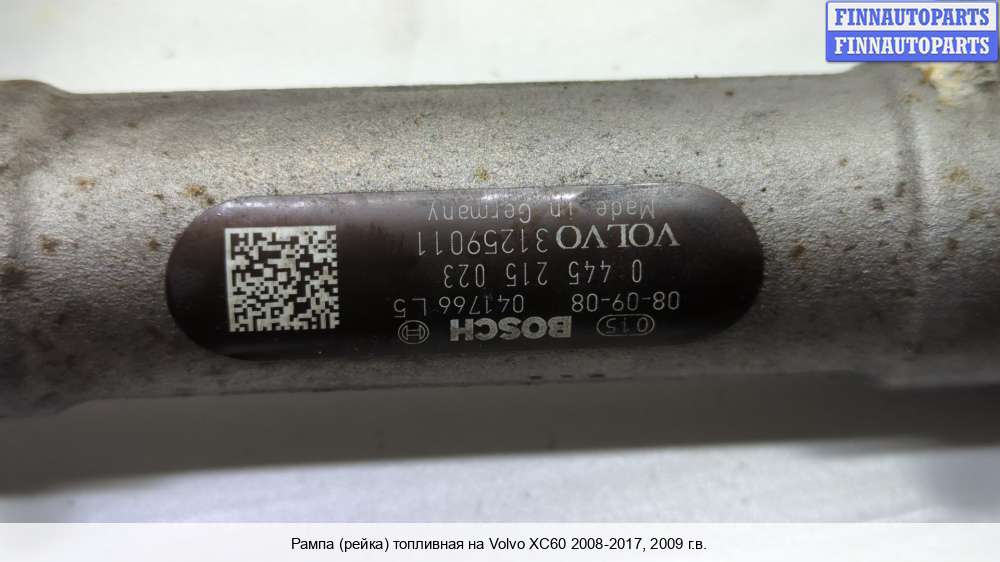 FINNAUTOPARTS
FINNAUTOPARTS
015 BOSCH
08-09-08 041766 L5
0 445 215 023
VOLVO 31259011
Made in Germany
Рампа (рейка) топливная на Volvo XC60 2008-2017, 2009 г.в.